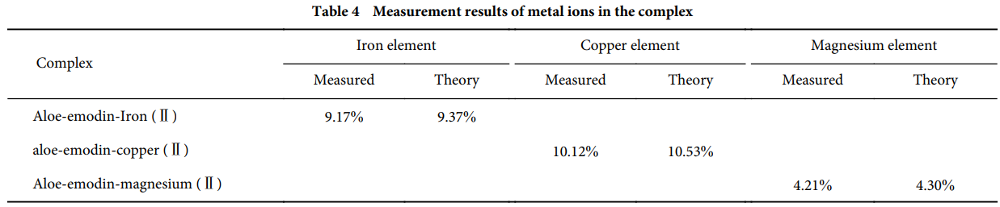 Table 4 Measurement results of metal ions in the complex
Complex Iron element Copper element Magnesium element
Measured Theory Measured Theory Measured Theory
Aloe-emodin-Iron (Ⅱ) 9.17% 9.37%
aloe-emodin-copper (Ⅱ) 10.12% 10.53%
Aloe-emodin-magnesium (Ⅱ) 4.21% 4.30%